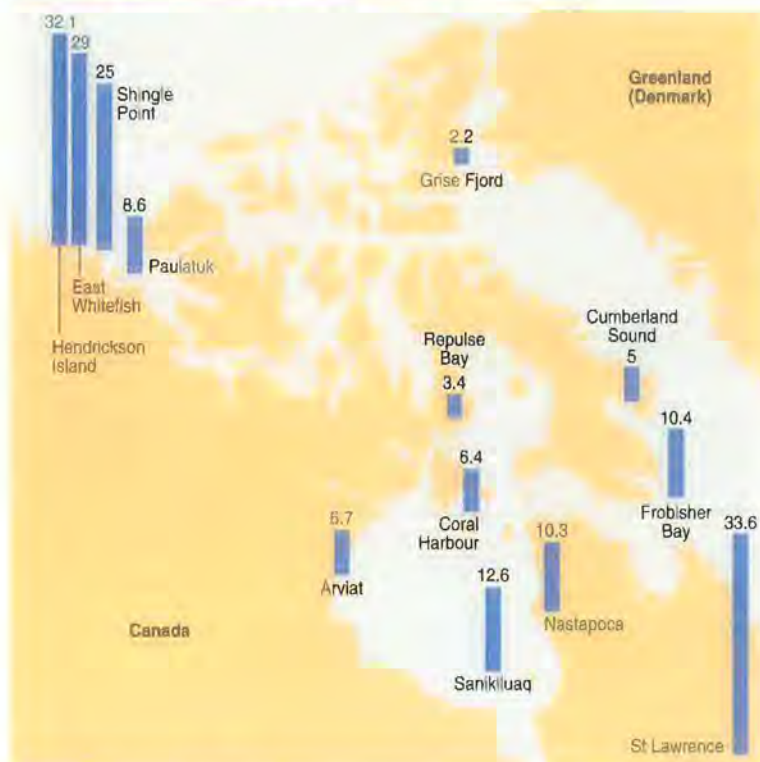 32.1
29
25
Shingle
Point
8.6
Paulatuk
East
Whitefish
Hendrickson
Island
Greenland
(Denmark)
2.2
Grise Fjord
Repulse
Bay
3.4
Cumberland
Sound
5
10.4
Frobisher
Bay
6.4
Coral
Harbour
6.7
Arviat
10.3
Nastapoca
12.6
Sanikiluaq
33.6
St Lawrence
Canada